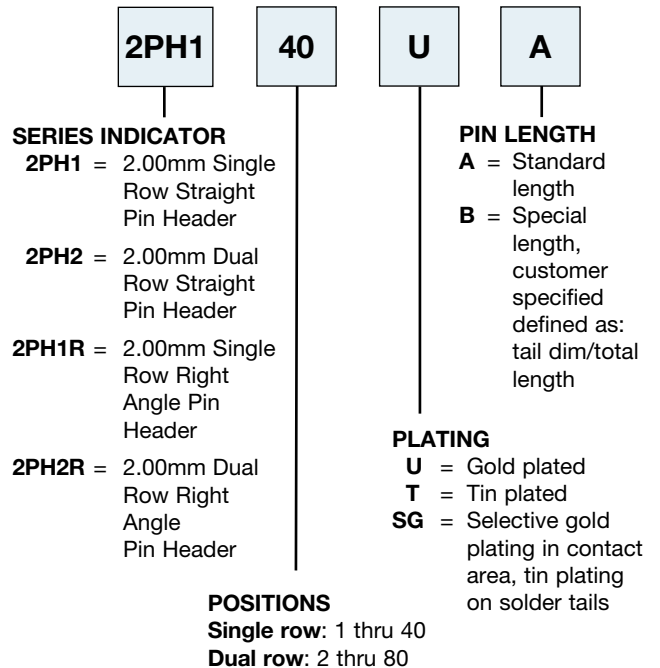 2PH1 40 U A
SERIES INDICATOR
2PH1 = 2.00mm Single
Row Straight
Pin Header
2PH2 = 2.00mm Dual
Row Straight
Pin Header
2PH1R = 2.00mm Single
Row Right
Angle Pin
Header
2PH2R = 2.00mm Dual
Row Right
Angle
Pin Header
POSITIONS
Single row: 1 thru 40
Dual row: 2 thru 80
PLATING
U = Gold plated
T = Tin plated
SG = Selective gold
plating in contact
area, tin plating
on solder tails
PIN LENGTH
A = Standard
length
B = Special
length,
customer
specified
defined as:
tail dim/total
length